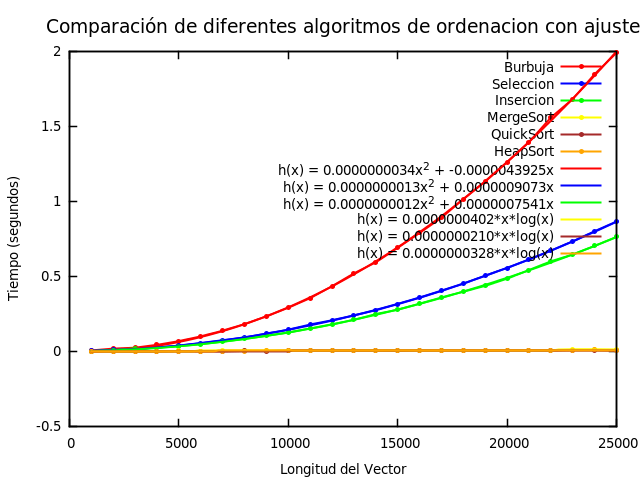 Comparación de diferentes algoritmos de ordenacion con ajuste
2
1.5
1
0.5
0
-0.5
0
5000
10000
15000
20000
25000
Tiempo (segundos)
Longitud del Vector
Burbuja
Seleccion
Insercion
MergeSort
QuickSort
HeapSort
h(x) = 0.0000000034x² + -0.0000043925x
h(x) = 0.0000000013x² + 0.0000009073x
h(x) = 0.0000000012x² + 0.0000007541x
h(x) = 0.0000000402*x*log(x)
h(x) = 0.0000000210*x*log(x)
h(x) = 0.0000000328*x*log(x)